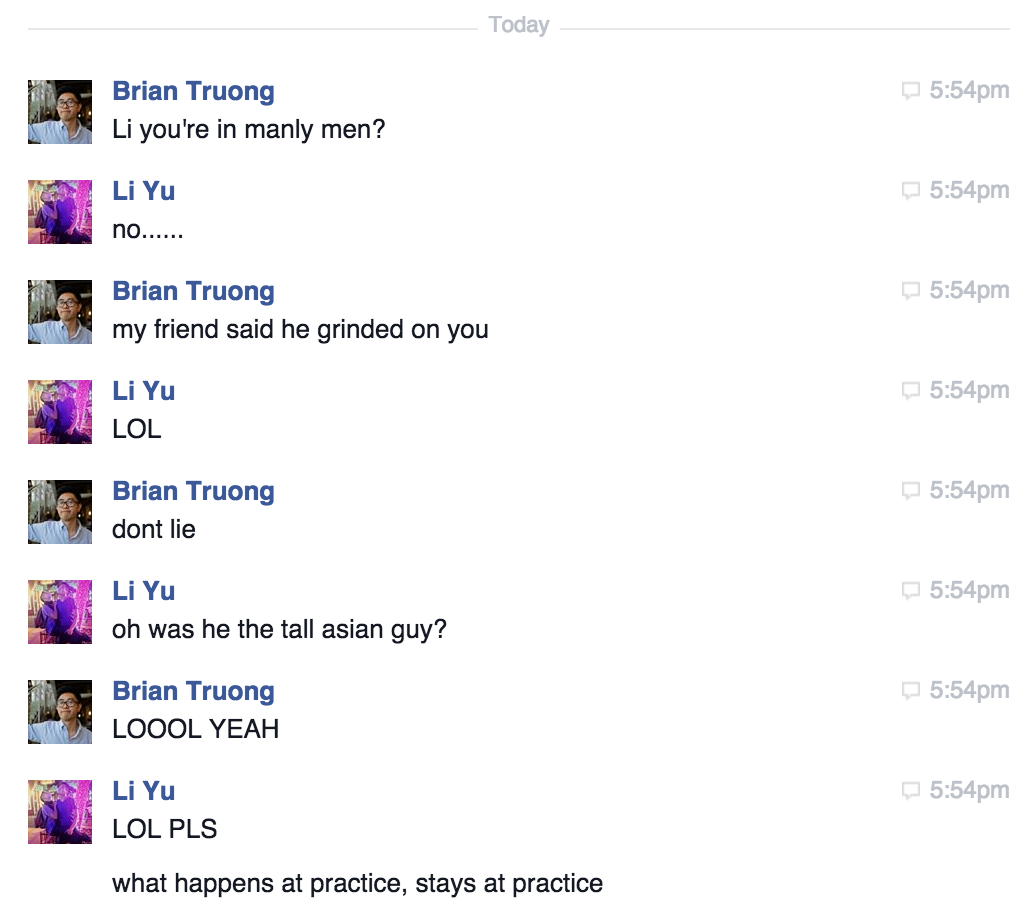 Today
Brian Truong 5:54pm
Li you're in manly men?
Li Yu 5:54pm
no......
Brian Truong 5:54pm
my friend said he grinded on you
Li Yu 5:54pm
LOL
Brian Truong 5:54pm
dont lie
Li Yu 5:54pm
oh was he the tall asian guy?
Brian Truong 5:54pm
LOOOL YEAH
Li Yu 5:54pm
LOL PLS
what happens at practice, stays at practice